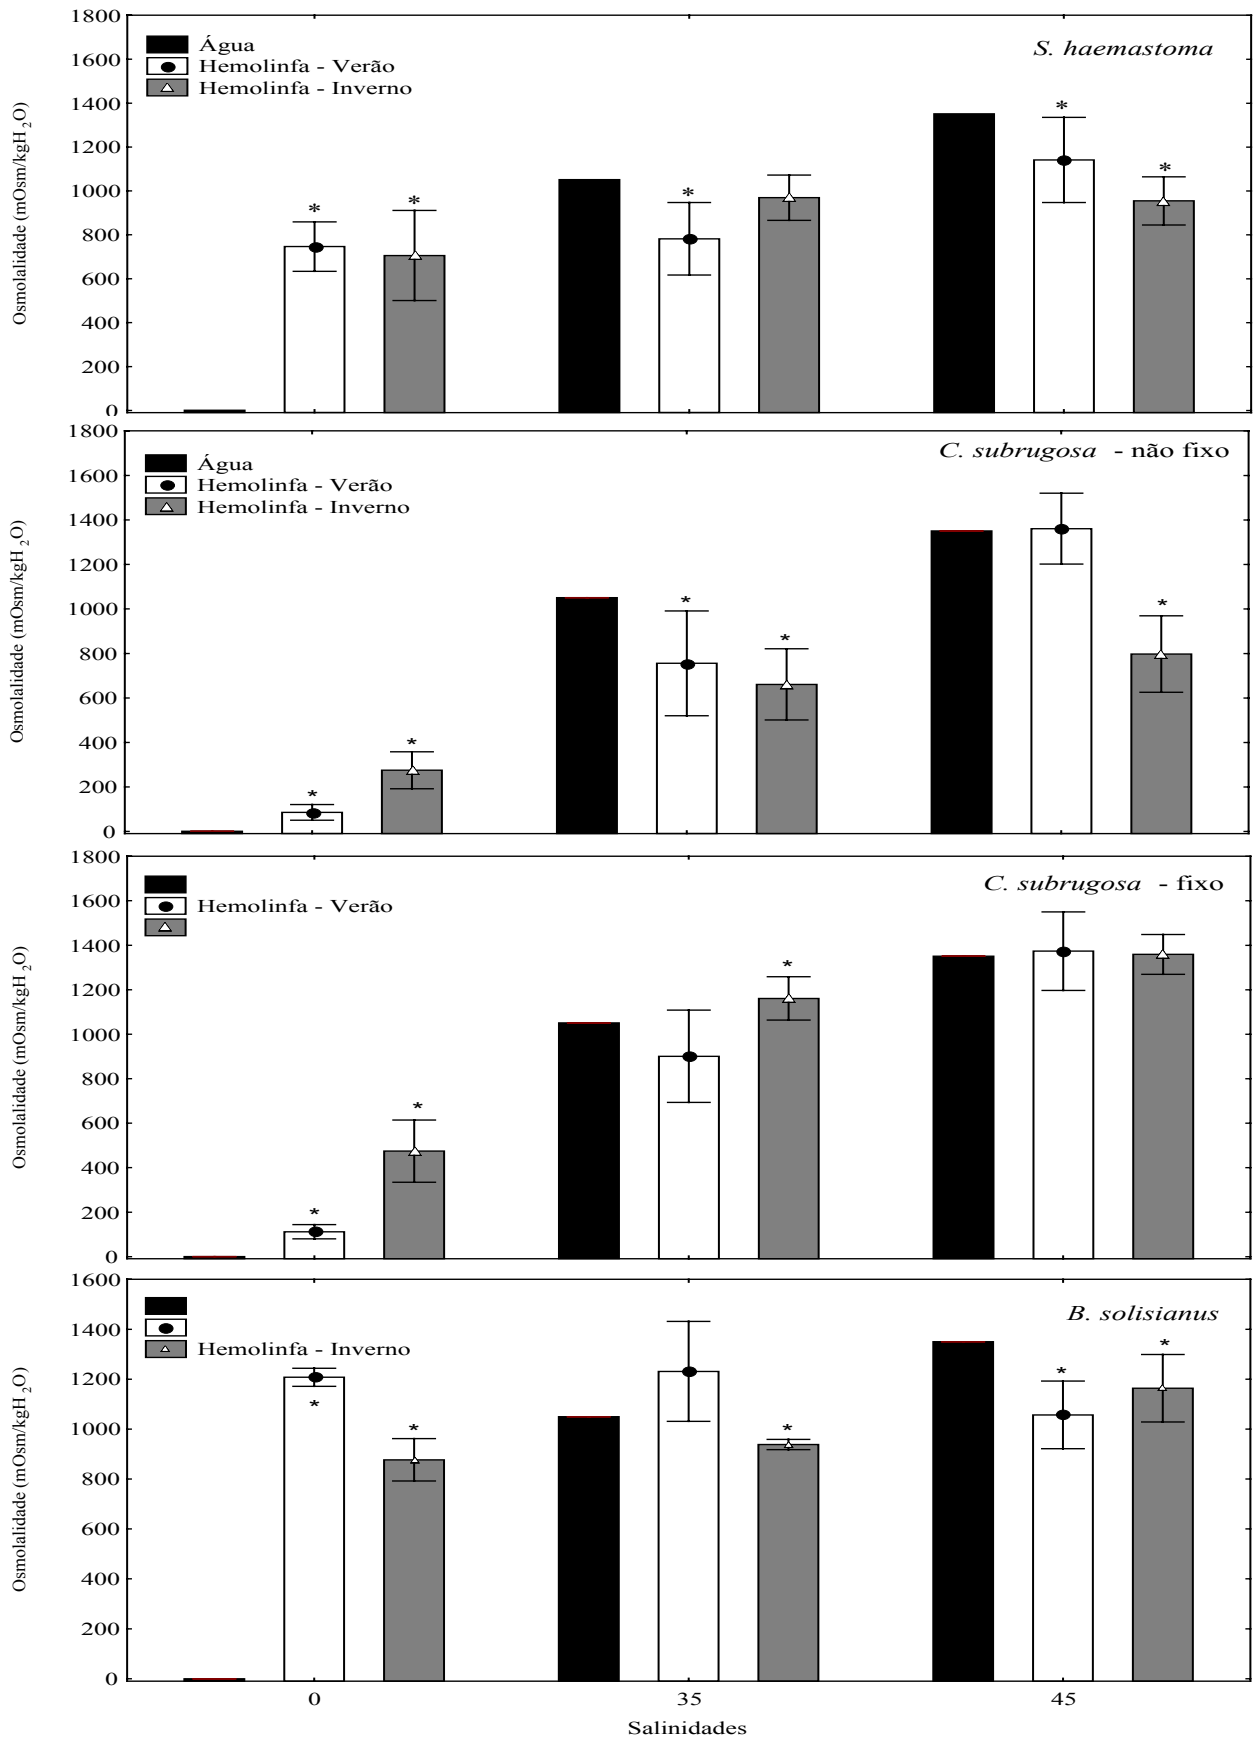 1800
1600
1400
1200
1000
800
600
400
200
0
Osmolalidade (mOsm/kgH2O)
Água
Hemolinfa - Verão
Hemolinfa - Inverno
S. haemastoma
* * * * *
1800
1600
1400
1200
1000
800
600
400
200
0
Osmolalidade (mOsm/kgH2O)
Água
Hemolinfa - Verão
Hemolinfa - Inverno
C. subrugosa - não fixo
* * * * *
1800
1600
1400
1200
1000
800
600
400
200
0
Osmolalidade (mOsm/kgH2O)
Hemolinfa - Verão
C. subrugosa - fixo
* * *
1600
1400
1200
1000
800
600
400
200
0
Osmolalidade (mOsm/kgH2O)
Hemolinfa - Inverno
B. solisianus
* * * * *
0 35 45
Salinidades